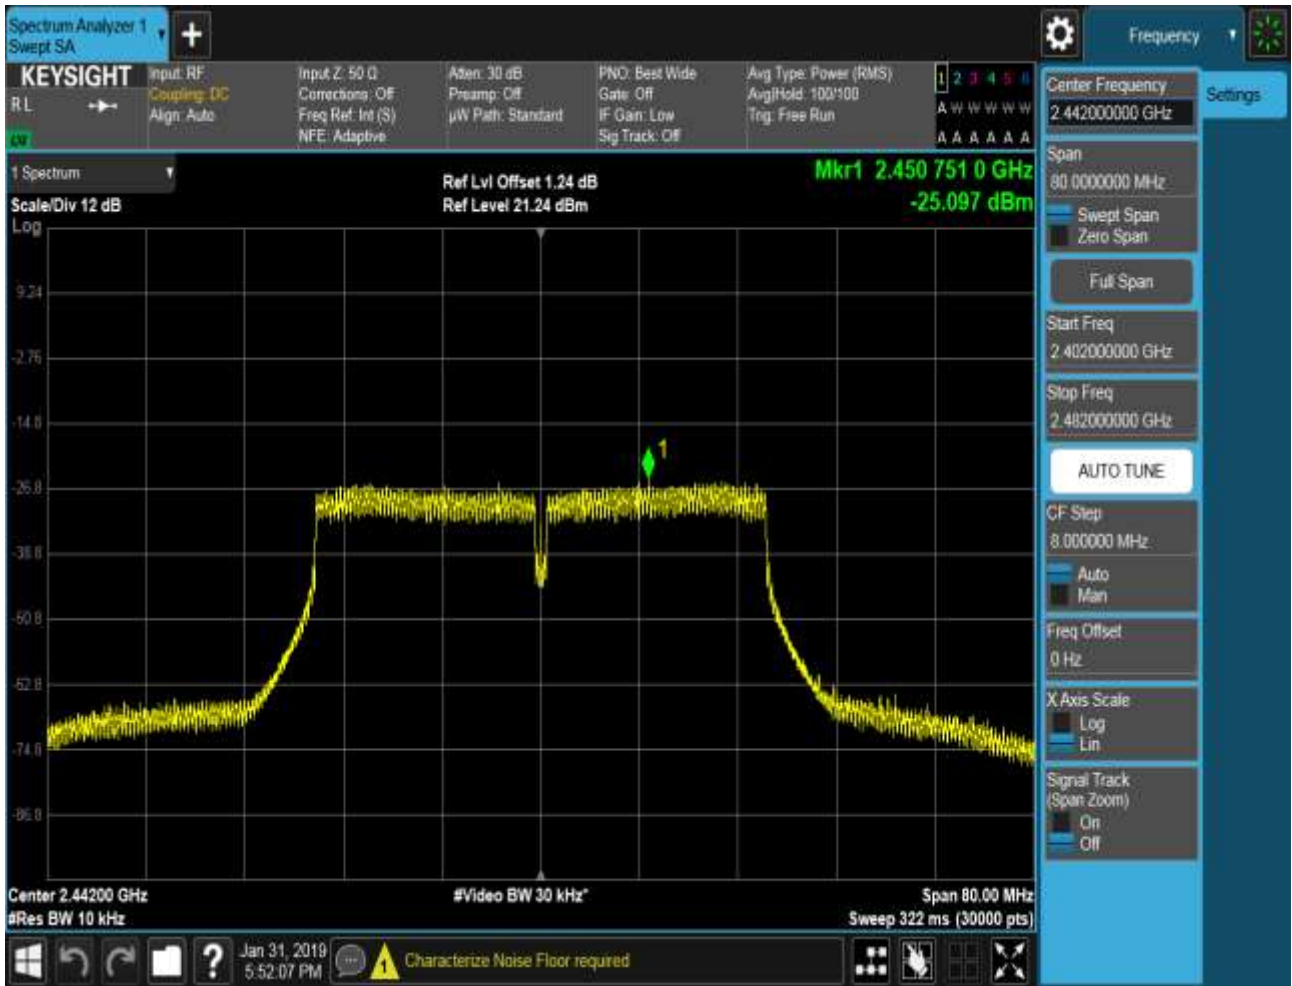 Spectrum Analyzer 1
Swept SA
Frequency
KEYSIGHT
R L
Input: RF
Coupling: DC
Align: Auto
Input Z: 50 Ω
Corrections: Off
Freq Ref: Int (S)
NFE: Adaptive
Atten: 30 dB
Preamp: Off
µW Path: Standard
PNO: Best Wide
Gate: Off
IF Gain: Low
Sig Track: Off
Avg Type: Power (RMS)
Avg|Hold: 100/100
Trig: Free Run
1 2 3 4 5 6
A W W W W W
A A A A A A
1 Spectrum
Scale/Div 12 dB
Log
Ref Lvl Offset 1.24 dB
Ref Level 21.24 dBm
Mkr1 2.450 751 0 GHz
-25.097 dBm
9.24
-2.76
-14.8
-26.8
-38.8
-50.8
-62.8
-74.8
-86.8
1
Center 2.44200 GHz
#Res BW 10 kHz
#Video BW 30 kHz*
Span 80.00 MHz
Sweep 322 ms (30000 pts)
Center Frequency
2.442000000 GHz
Settings
Span
80.0000000 MHz
Swept Span
Zero Span
Full Span
Start Freq
2.402000000 GHz
Stop Freq
2.482000000 GHz
AUTO TUNE
CF Step
8.000000 MHz
Auto
Man
Freq Offset
0 Hz
X Axis Scale
Log
Lin
Signal Track
(Span Zoom)
On
Off
?
Jan 31, 2019
5:52:07 PM
1
Characterize Noise Floor required